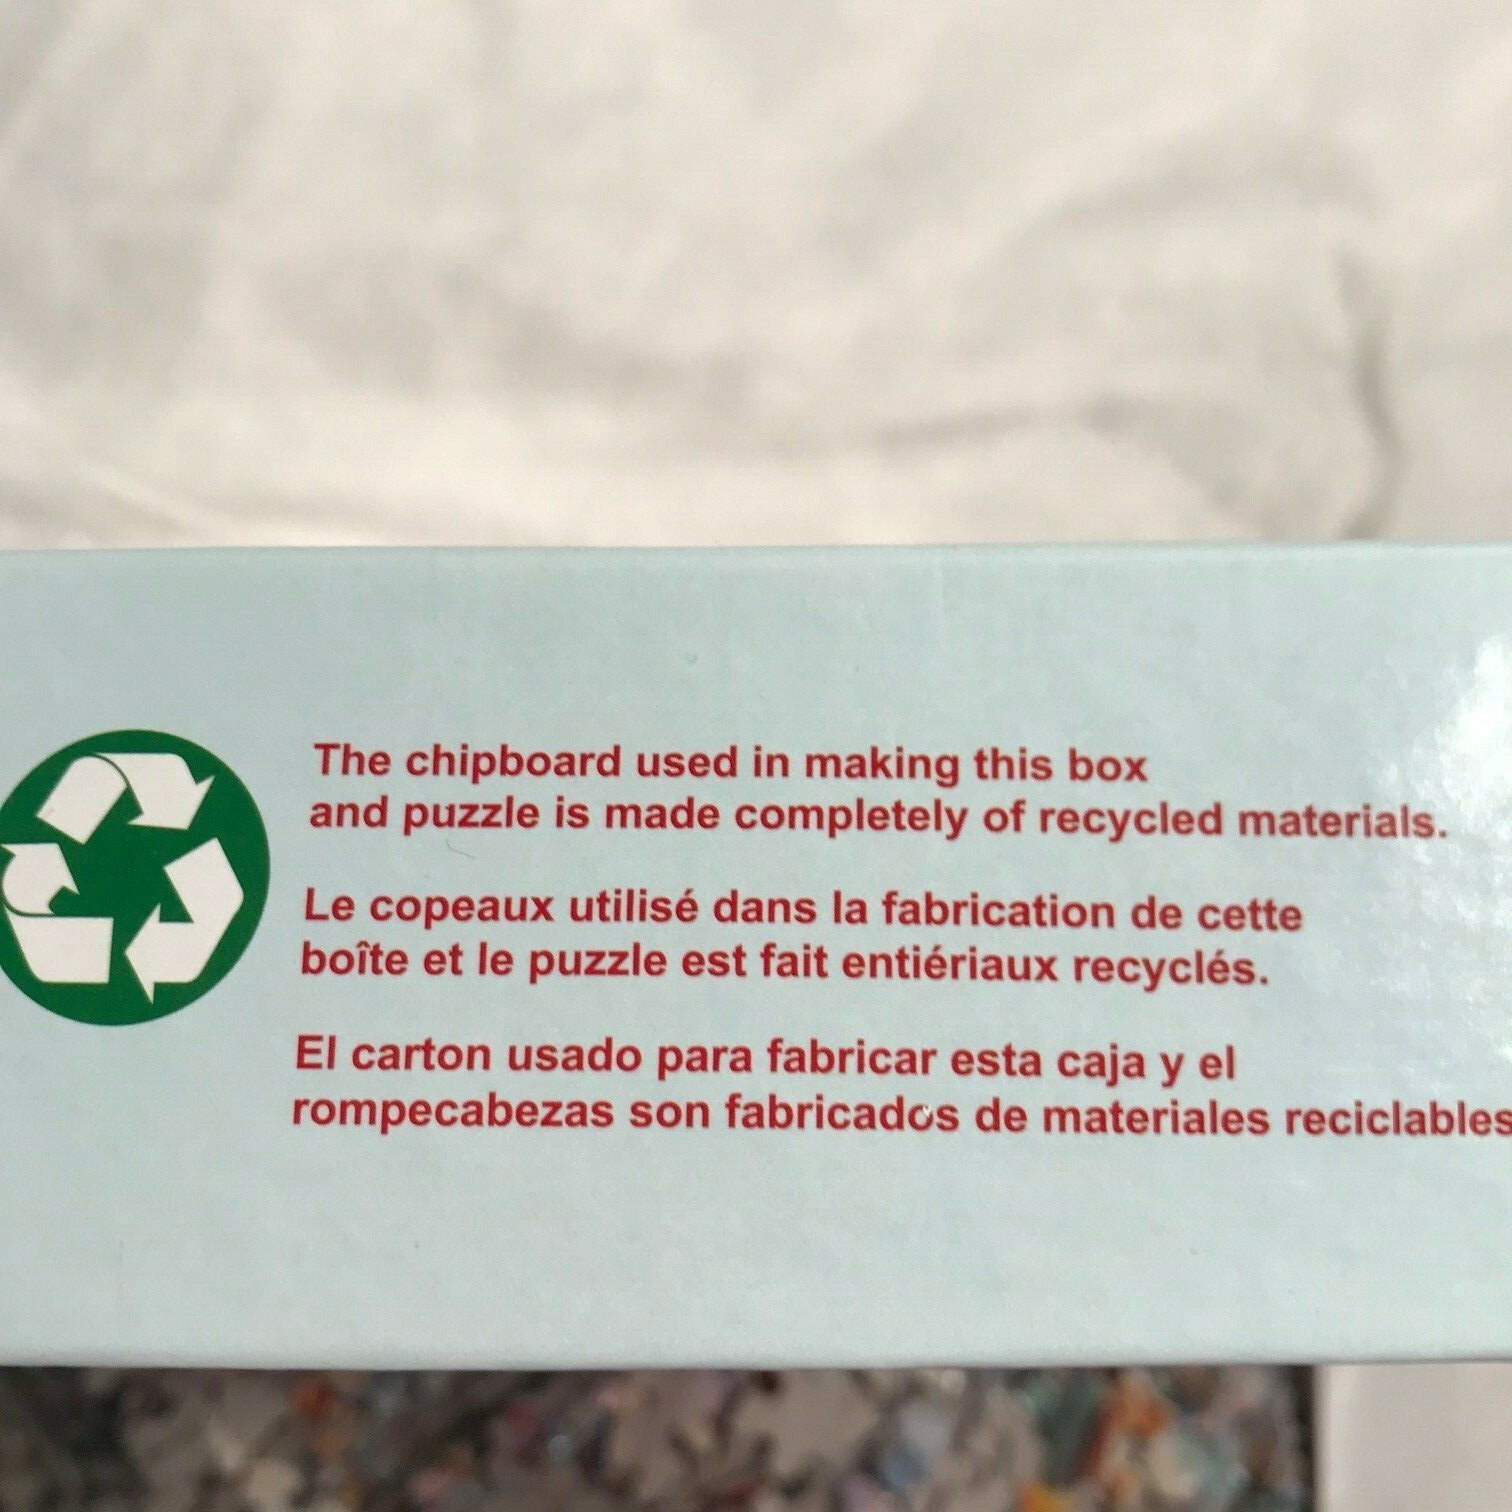 The chipboard used in making this box
and puzzle is made completely of recycled materials.
Le copeaux utilisé dans la fabrication de cette
boîte et le puzzle est fait entiériaux recyclés.
El carton usado para fabricar esta caja y el
rompecabezas son fabricados de materiales reciclables